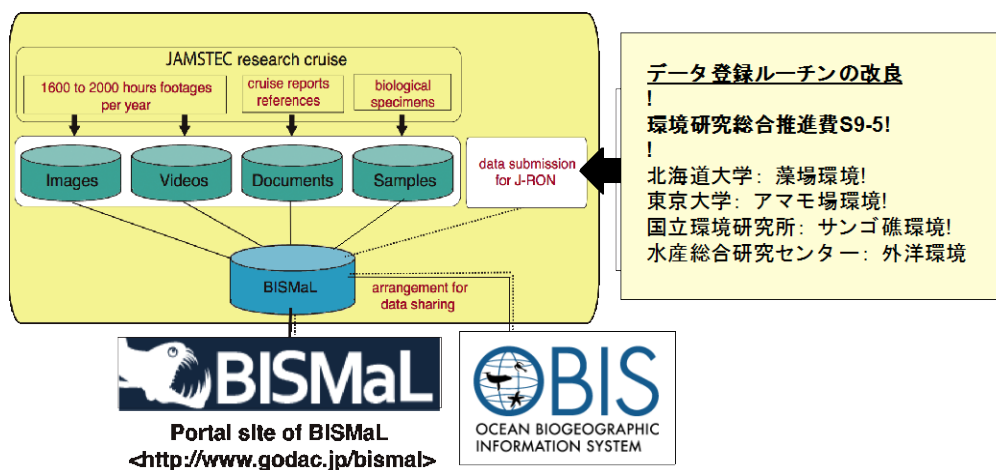 JAMSTEC research cruise
1600 to 2000 hours footages
per year
cruise reports
references
biological
specimens
Images
Videos
Documents
Samples
data submission
for J-RON
BISMaL
arrangement for
data sharing
BISMaL
Portal site of BISMaL
<http://www.godac.jp/bismal>
OBIS
OCEAN BIOGEOGRAPHIC
INFORMATION SYSTEM
データ登録ルーチンの改良
!
環境研究総合推進費S9-5!
!
北海道大学: 藻場環境!
東京大学: アマモ場環境!
国立環境研究所: サンゴ礁環境!
水産総合研究センター: 外洋環境